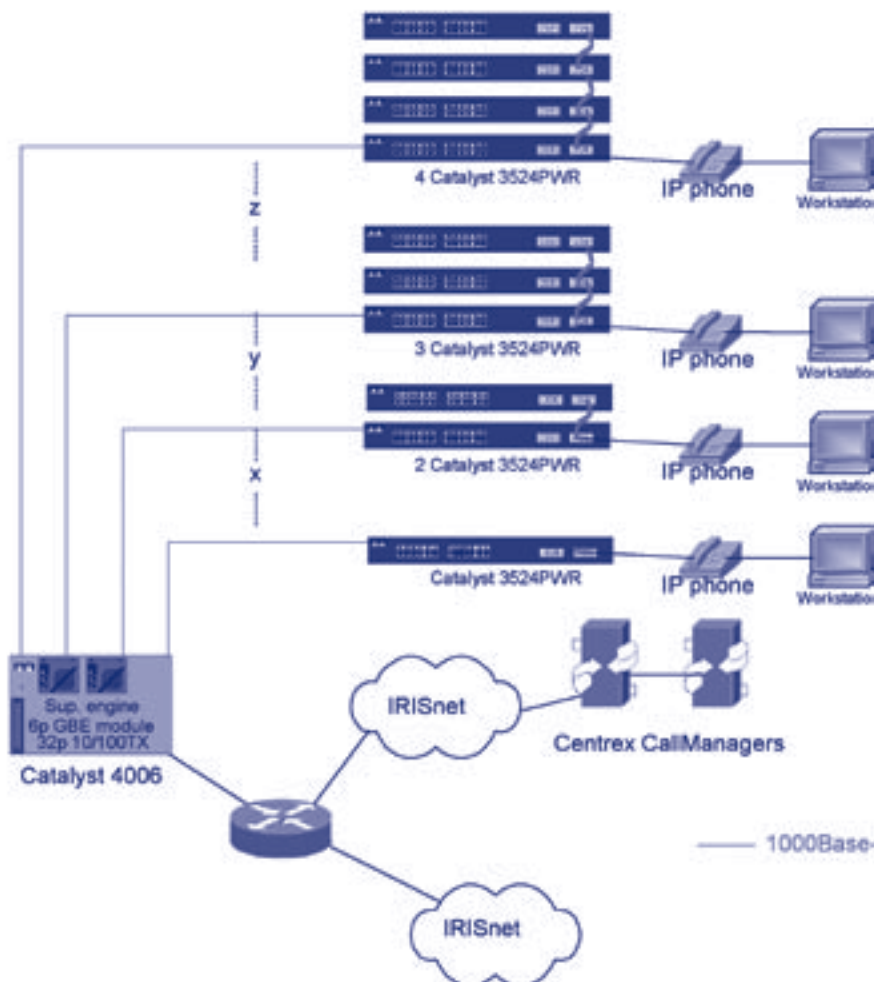 4 Catalyst 3524PWR
IP phone
Workstation
z
3 Catalyst 3524PWR
IP phone
Workstation
y
2 Catalyst 3524PWR
IP phone
Workstation
x
Catalyst 3524PWR
IP phone
Workstation
Sup. engine
6p GBE module
32p 10/100TX
Catalyst 4006
IRISnet
Centrex CallManagers
1000Base-
IRISnet